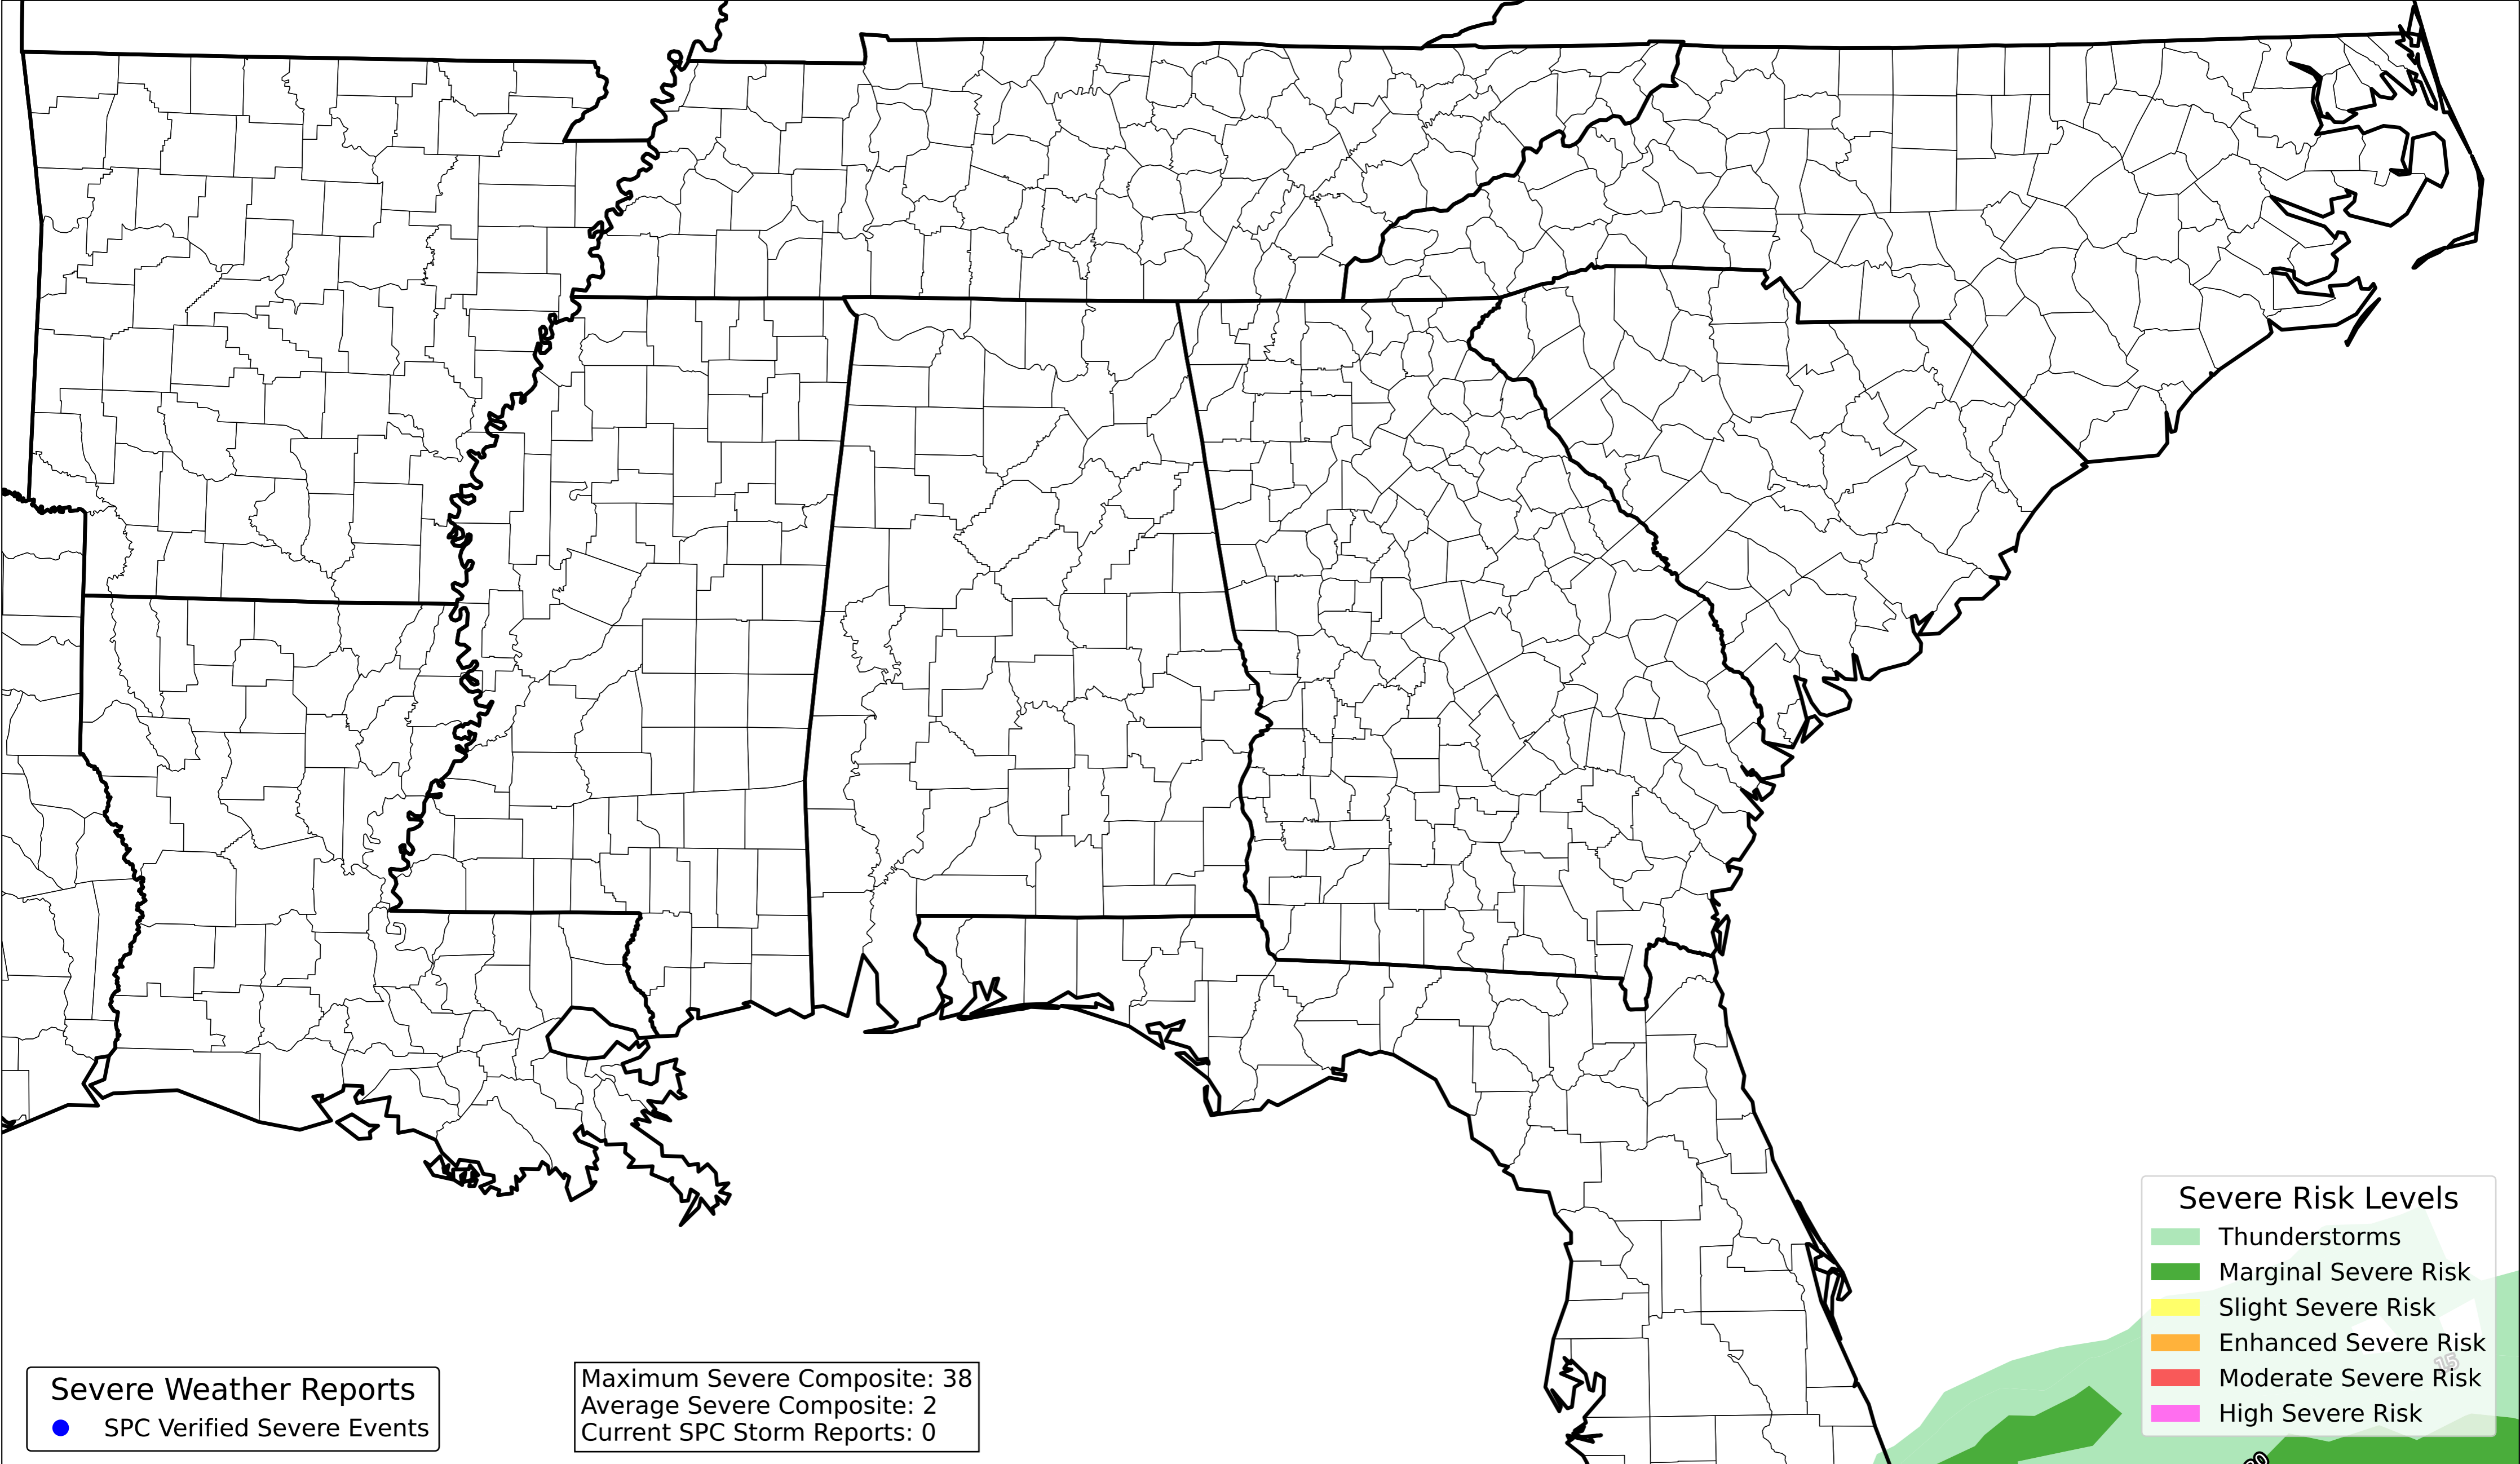 Severe Risk Levels
Thunderstorms
Marginal Severe Risk
Slight Severe Risk
Enhanced Severe Risk
15
Moderate Severe Risk
High Severe Risk
Severe Weather Reports
SPC Verified Severe Events
Maximum Severe Composite: 38
Average Severe Composite: 2
Current SPC Storm Reports: 0